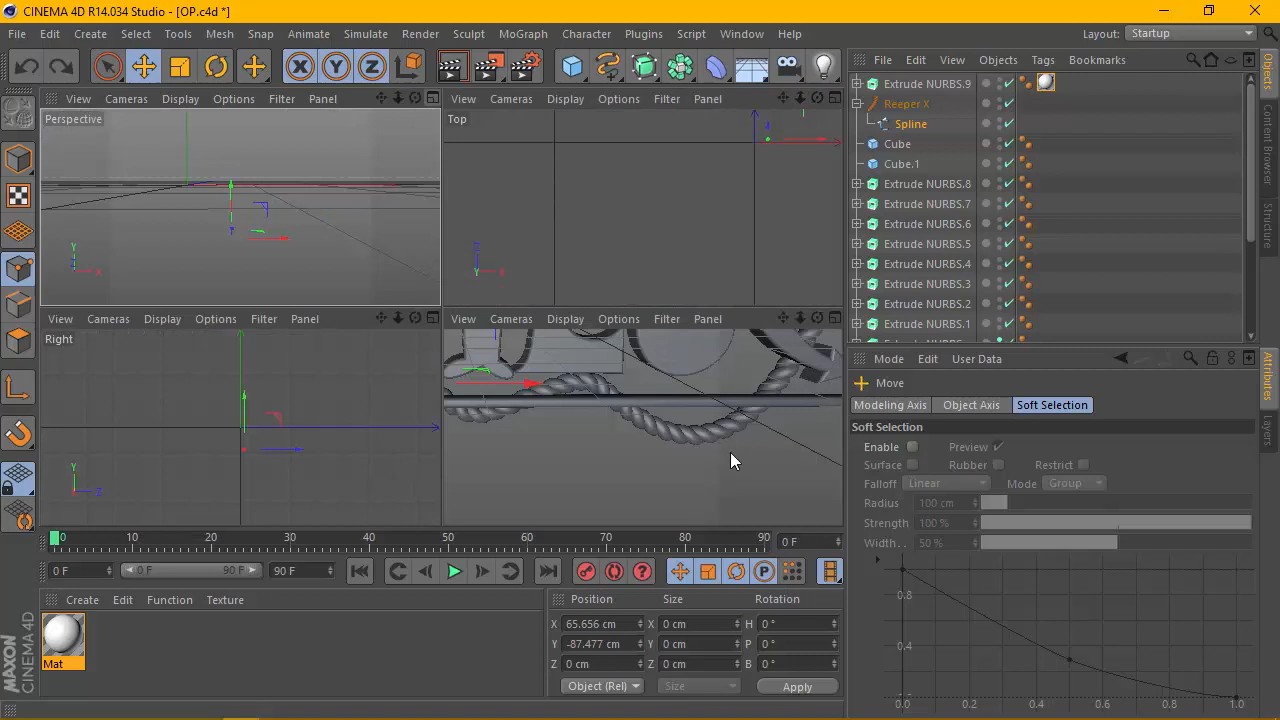 CINEMA 4D R14.034 Studio - [OP.c4d *]
File Edit Create Select Tools Mesh Snap Animate Simulate Render Sculpt MoGraph Character Plugins Script Window Help Layout: Startup
X Y Z
File Edit View Objects Tags Bookmarks
View Cameras Display Options Filter Panel
View Cameras Display Options Filter Panel
Perspective
Top
Extrude NURBS.9
Reeper X
Spline
Cube
Cube.1
Extrude NURBS.8
Extrude NURBS.7
Extrude NURBS.6
Extrude NURBS.5
Extrude NURBS.4
Extrude NURBS.3
Extrude NURBS.2
Extrude NURBS.1
Objects
Content Browser
Structure
View Cameras Display Options Filter Panel
View Cameras Display Options Filter Panel
Right
Mode Edit User Data
Move
Modeling Axis Object Axis Soft Selection
Soft Selection
Enable Preview
Surface Rubber Restrict
Falloff Linear Mode Group
Radius 100 cm
Strength 100 %
Width.. 50 %
0.8
0.4
0.0 0.2 0.4 0.6 0.8 1.0
Attributes
Layers
0 10 20 30 40 50 60 70 80 90 0 F
0 F 0 F 90 F 90 F
Create Edit Function Texture
Mat
Position Size Rotation
X 65.656 cm X 0 cm H 0 °
Y -87.477 cm Y 0 cm P 0 °
Z 0 cm Z 0 cm B 0 °
Object (Rel) Size Apply
MAXON
CINEMA 4D